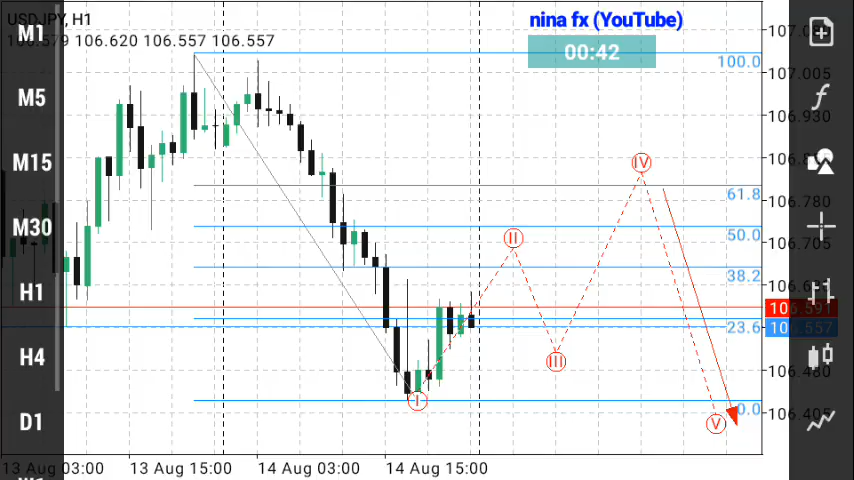 USDJPY, H1
106.579 106.620 106.557 106.557
nina fx (YouTube)
00:42
M1
M5
M15
M30
H1
H4
D1
100.0
61.8
50.0
38.2
23.6
0.0
I
II
III
IV
V
107.005
106.930
106.780
106.705
106.480
106.405
13 Aug 03:00
13 Aug 15:00
14 Aug 03:00
14 Aug 15:00